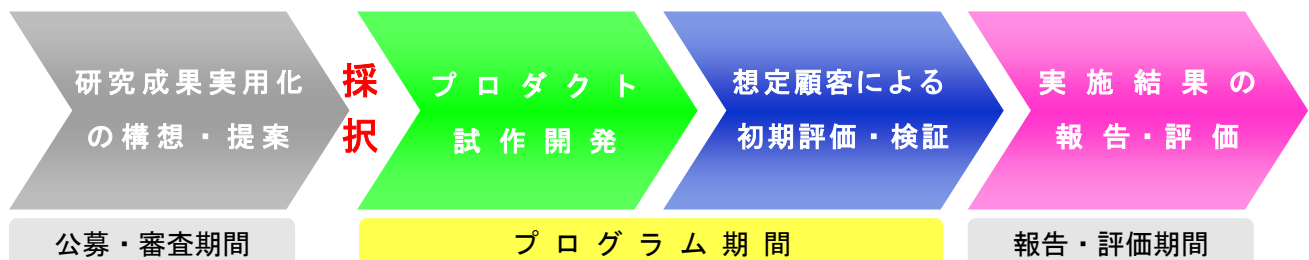 研究成果実用化
の構想・提案
採
択
プロダクト
試作開発
想定顧客による
初期評価・検証
実施結果の
報告・評価
公募・審査期間
プログラム期間
報告・評価期間